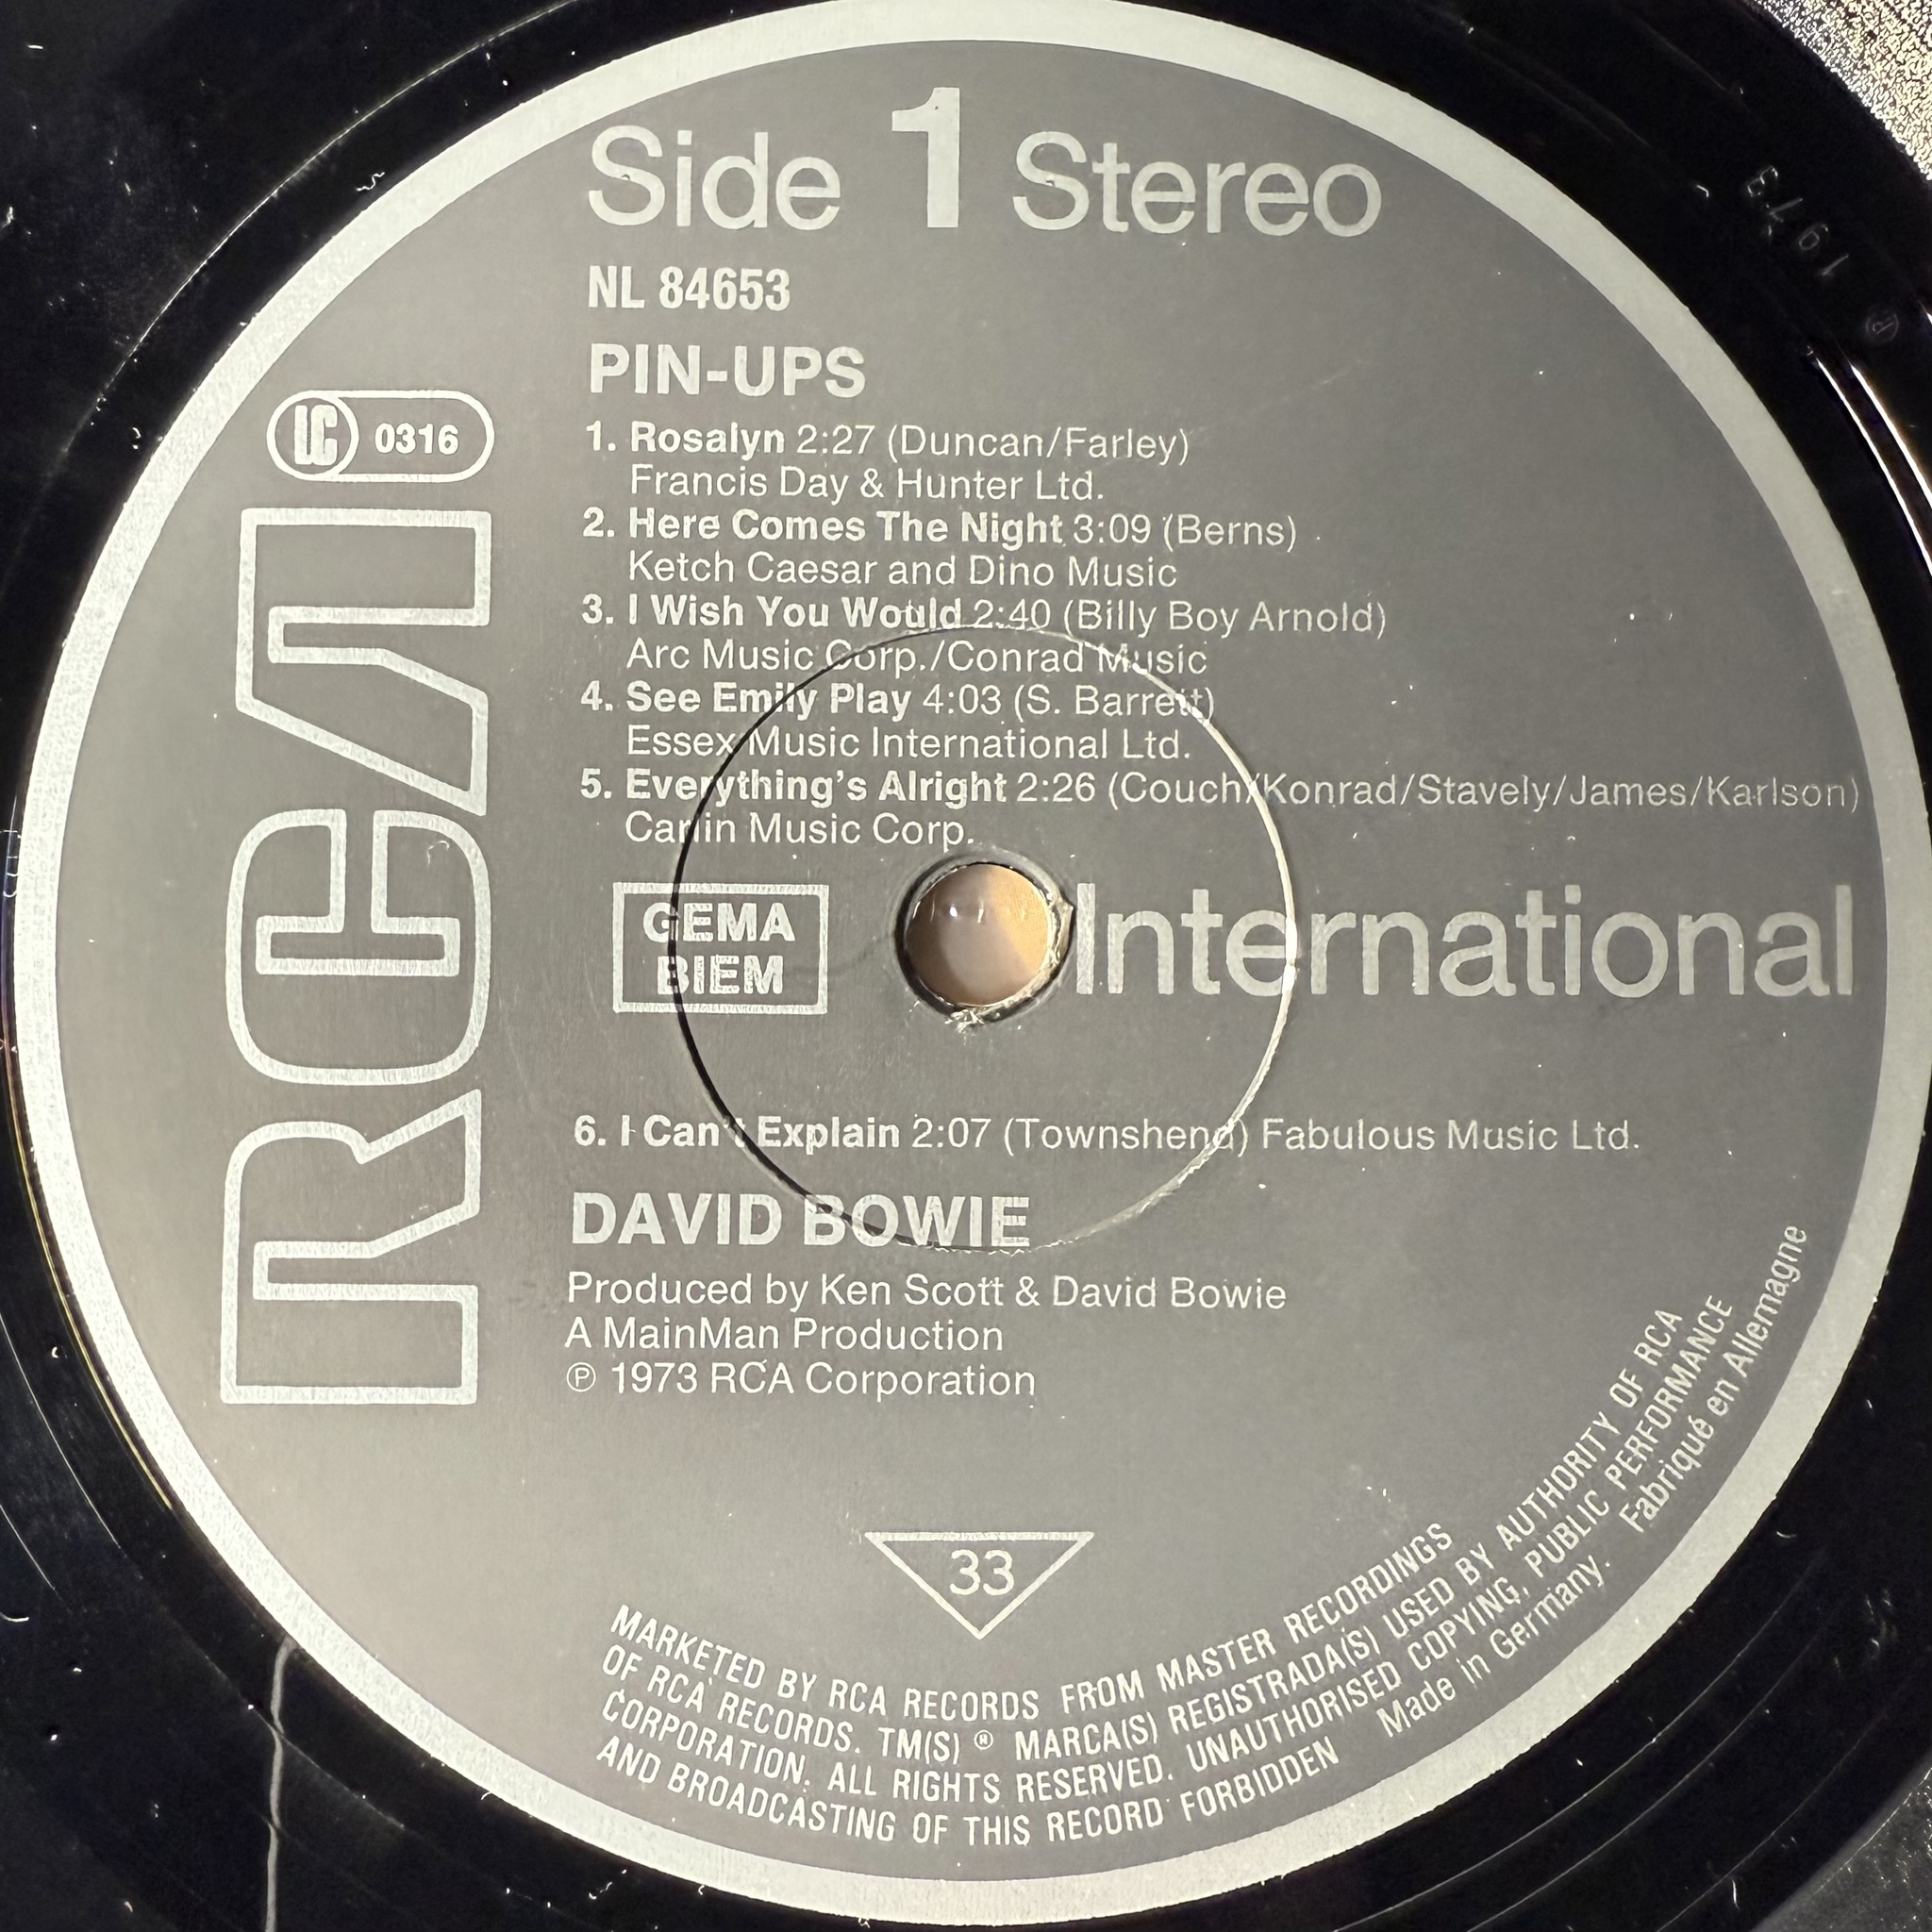 Side 1 Stereo
NL 84653
PIN-UPS
LC 0316
RCA
1. Rosalyn 2:27 (Duncan/Farley)
Francis Day & Hunter Ltd.
2. Here Comes The Night 3:09 (Berns)
Ketch Caesar and Dino Music
3. I Wish You Would 2:40 (Billy Boy Arnold)
Arc Music Corp./Conrad Music
4. See Emily Play 4:03 (S. Barrett)
Essex Music International Ltd.
5. Everything's Alright 2:26 (Couch/Konrad/Stavely/James/Karlson)
Carlin Music Corp.
GEMA
BIEM
International
6. I Can't Explain 2:07 (Townshend) Fabulous Music Ltd.
DAVID BOWIE
Produced by Ken Scott & David Bowie
A MainMan Production
℗ 1973 RCA Corporation
33
MARKETED BY RCA RECORDS FROM MASTER RECORDINGS
OF RCA RECORDS. TM(S) ® MARCA(S) REGISTRADA(S) USED BY AUTHORITY OF RCA
CORPORATION. ALL RIGHTS RESERVED. UNAUTHORISED COPYING, PUBLIC PERFORMANCE
AND BROADCASTING OF THIS RECORD FORBIDDEN Made in Germany. Fabriqué en Allemagne
℗ 1973